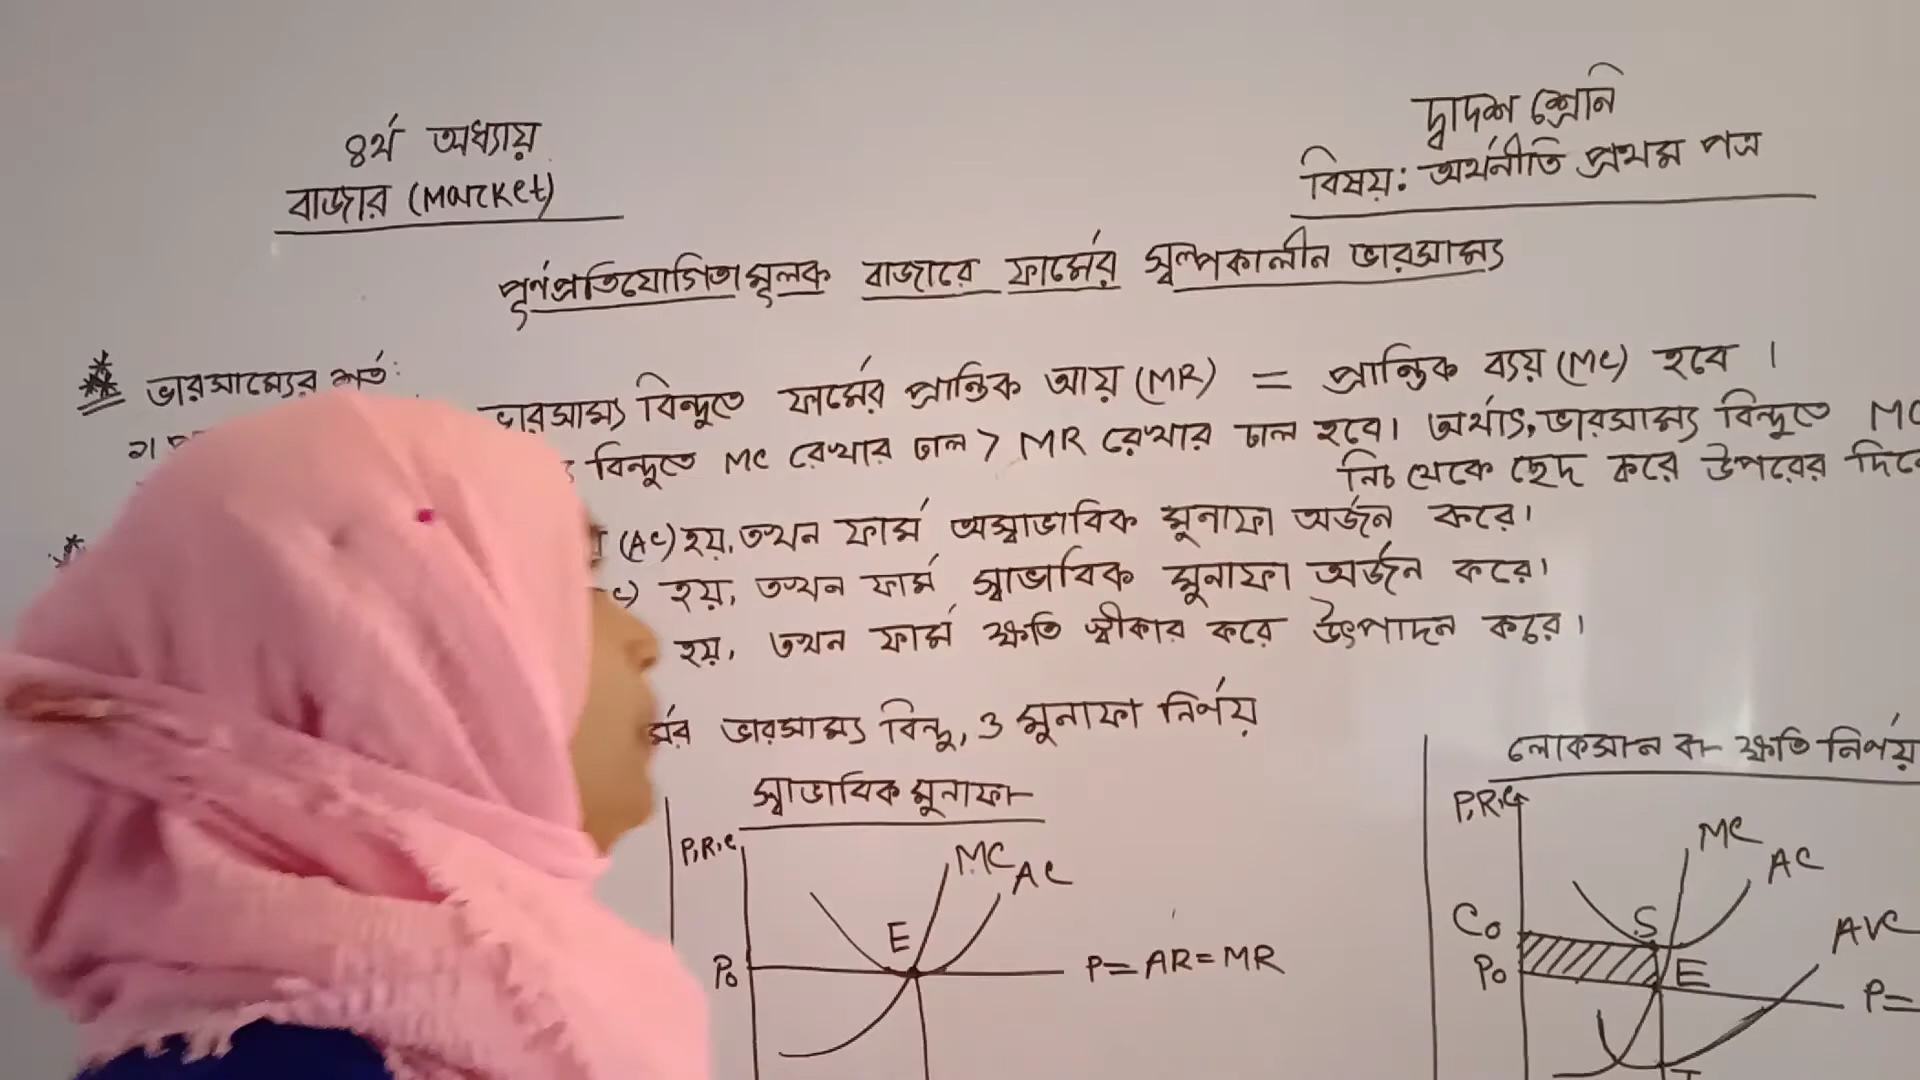 ৪র্থ অধ্যায়
বাজার (Market)
দ্বাদশ শ্রেনি
বিষয়: অর্থনীতি প্রথম পত্র
পূর্ণপ্রতিযোগিতামূলক বাজারে ফার্মের স্বল্পকালীন ভারসাম্য
ভারসাম্যের শর্ত:
ভারসাম্য বিন্দুতে ফার্মের প্রান্তিক আয় (MR) = প্রান্তিক ব্যয় (MC) হবে ।
বিন্দুতে MC রেখার ঢাল > MR রেখার ঢাল হবে। অর্থাৎ, ভারসাম্য বিন্দুতে MC
নিচ থেকে ছেদ করে উপরের দিকে
(AC) হয়, তখন ফার্ম অস্বাভাবিক মুনাফা অর্জন করে।
হয়, তখন ফার্ম স্বাভাবিক মুনাফা অর্জন করে।
হয়, তখন ফার্ম ক্ষতি স্বীকার করে উৎপাদন করে।
ভারসাম্য বিন্দু, ও মুনাফা নির্ণয়
স্বাভাবিক মুনাফা
P,R,C
MC
AC
E
P₀
P = AR = MR
লোকসান বা ক্ষতি নির্ণয়
P,R,C
MC
AC
S
C₀
AVC
P₀
E
P =